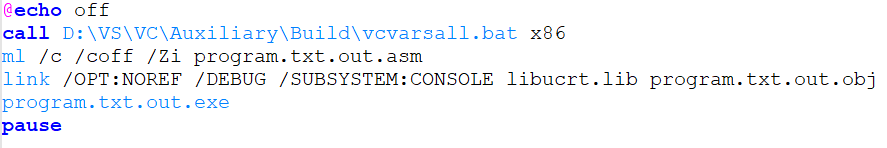 @echo off
call D:\VS\VC\Auxiliary\Build\vcvarsall.bat x86
ml /c /coff /Zi program.txt.out.asm
link /OPT:NOREF /DEBUG /SUBSYSTEM:CONSOLE libucrt.lib program.txt.out.obj
program.txt.out.exe
pause